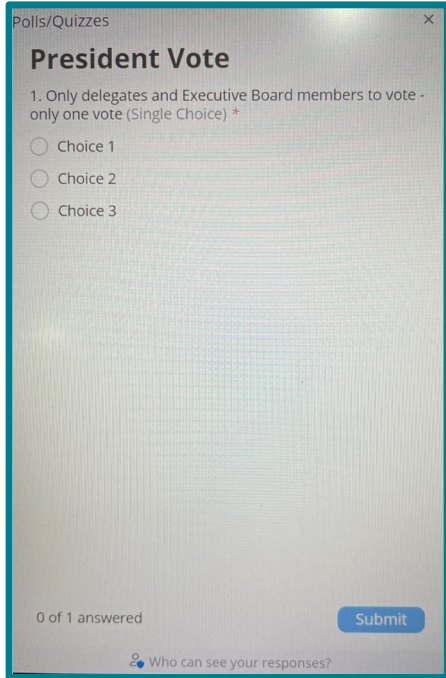 Polls/Quizzes
President Vote
1. Only delegates and Executive Board members to vote -
only one vote (Single Choice) *
Choice 1
Choice 2
Choice 3
0 of 1 answered
Submit
Who can see your responses?